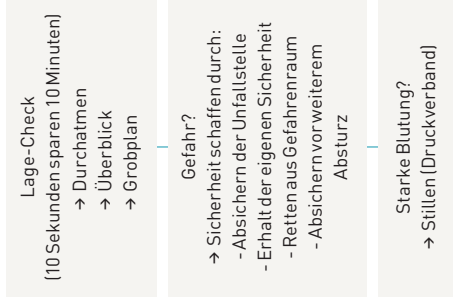 Lage-Check
(10 Sekunden sparen 10 Minuten)
→ Durchatmen
→ Überblick
→ Grobplan
Gefahr?
→ Sicherheit schaffen durch:
- Absichern der Unfallstelle
- Erhalt der eigenen Sicherheit
- Retten aus Gefahrenraum
- Absichern vor weiterem
Absturz
Starke Blutung?
→ Stillen (Druckverband)